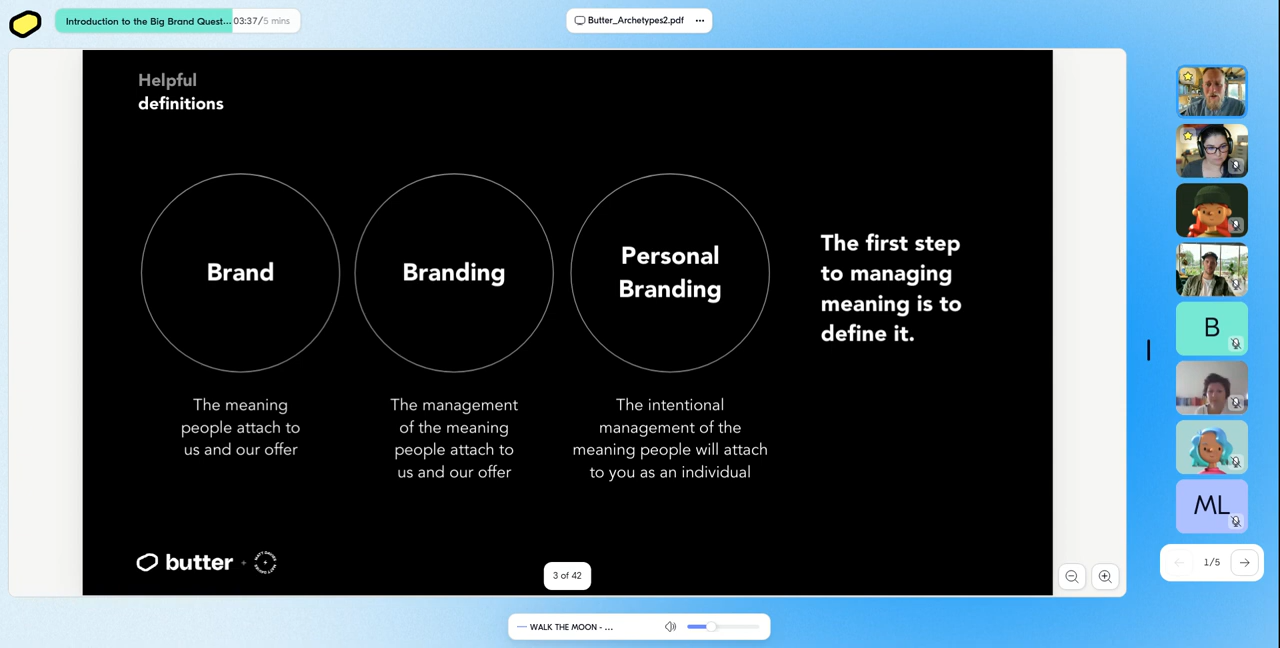 Introduction to the Big Brand Quest... 03:37/5 mins
Butter_Archetypes2.pdf
Helpful
definitions
Brand
Branding
Personal
Branding
The first step
to managing
meaning is to
define it.
The meaning
people attach to
us and our offer
The management
of the meaning
people attach to
us and our offer
The intentional
management of the
meaning people will attach
to you as an individual
butter +
3 of 42
B
ML
1/5
WALK THE MOON - ...